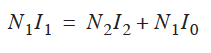 N₁I₁ = N₂I₂ + N₁I₀